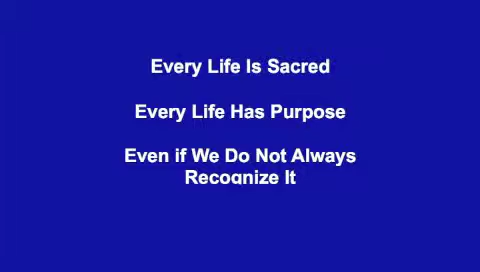 Every Life Is Sacred
Every Life Has Purpose
Even if We Do Not Always
Recognize It